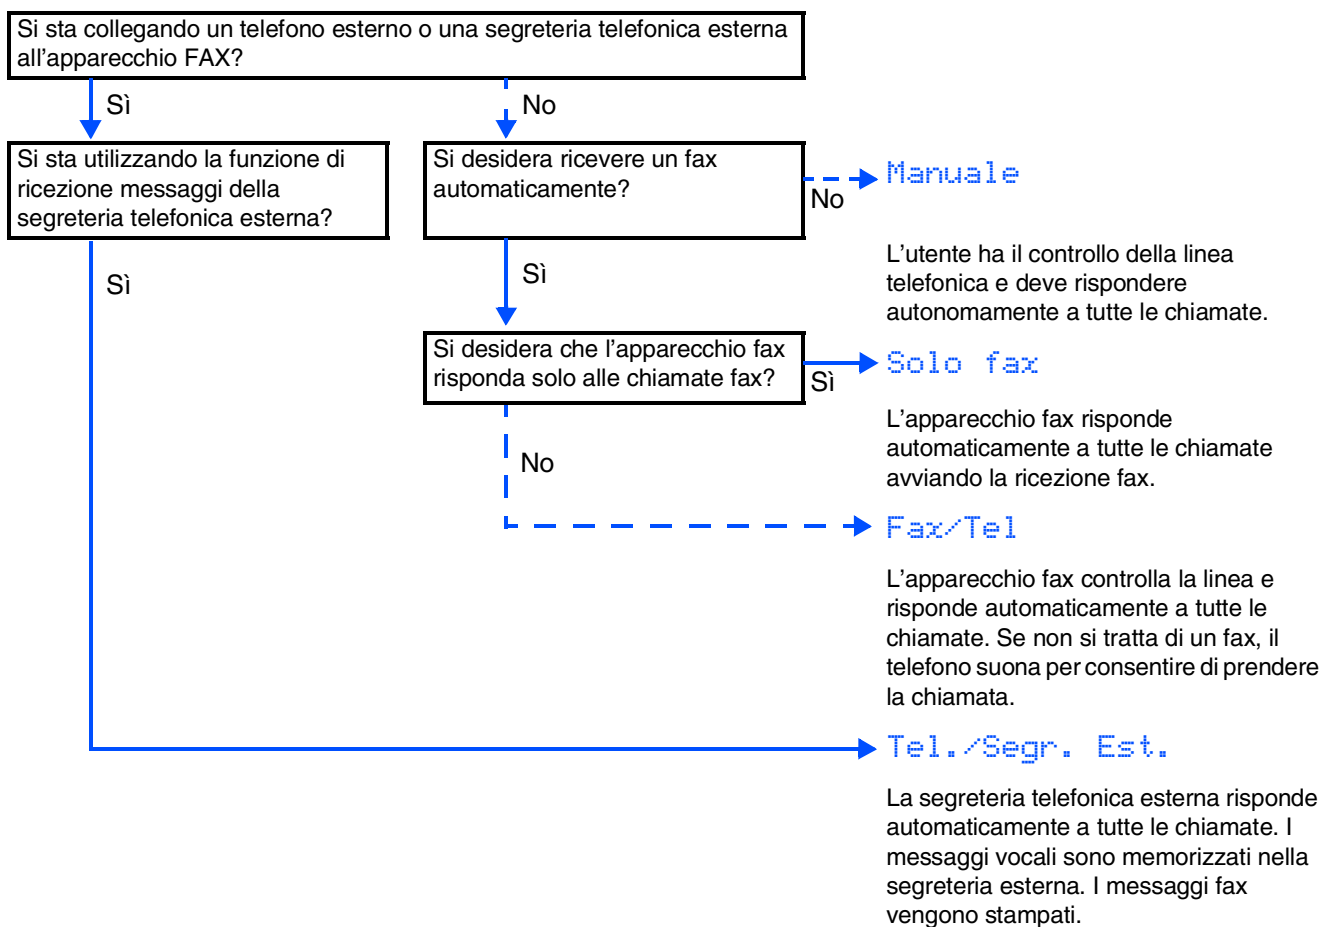 Si sta collegando un telefono esterno o una segreteria telefonica esterna
all'apparecchio FAX?
Sì
No
Si sta utilizzando la funzione di
ricezione messaggi della
segreteria telefonica esterna?
Si desidera ricevere un fax
automaticamente?
No
Manuale
L'utente ha il controllo della linea
telefonica e deve rispondere
autonomamente a tutte le chiamate.
Sì
Sì
Si desidera che l'apparecchio fax
risponda solo alle chiamate fax?
Sì
Solo fax
L'apparecchio fax risponde
automaticamente a tutte le chiamate
avviando la ricezione fax.
No
Fax/Tel
L'apparecchio fax controlla la linea e
risponde automaticamente a tutte le
chiamate. Se non si tratta di un fax, il
telefono suona per consentire di prendere
la chiamata.
Tel./Segr. Est.
La segreteria telefonica esterna risponde
automaticamente a tutte le chiamate. I
messaggi vocali sono memorizzati nella
segreteria esterna. I messaggi fax
vengono stampati.